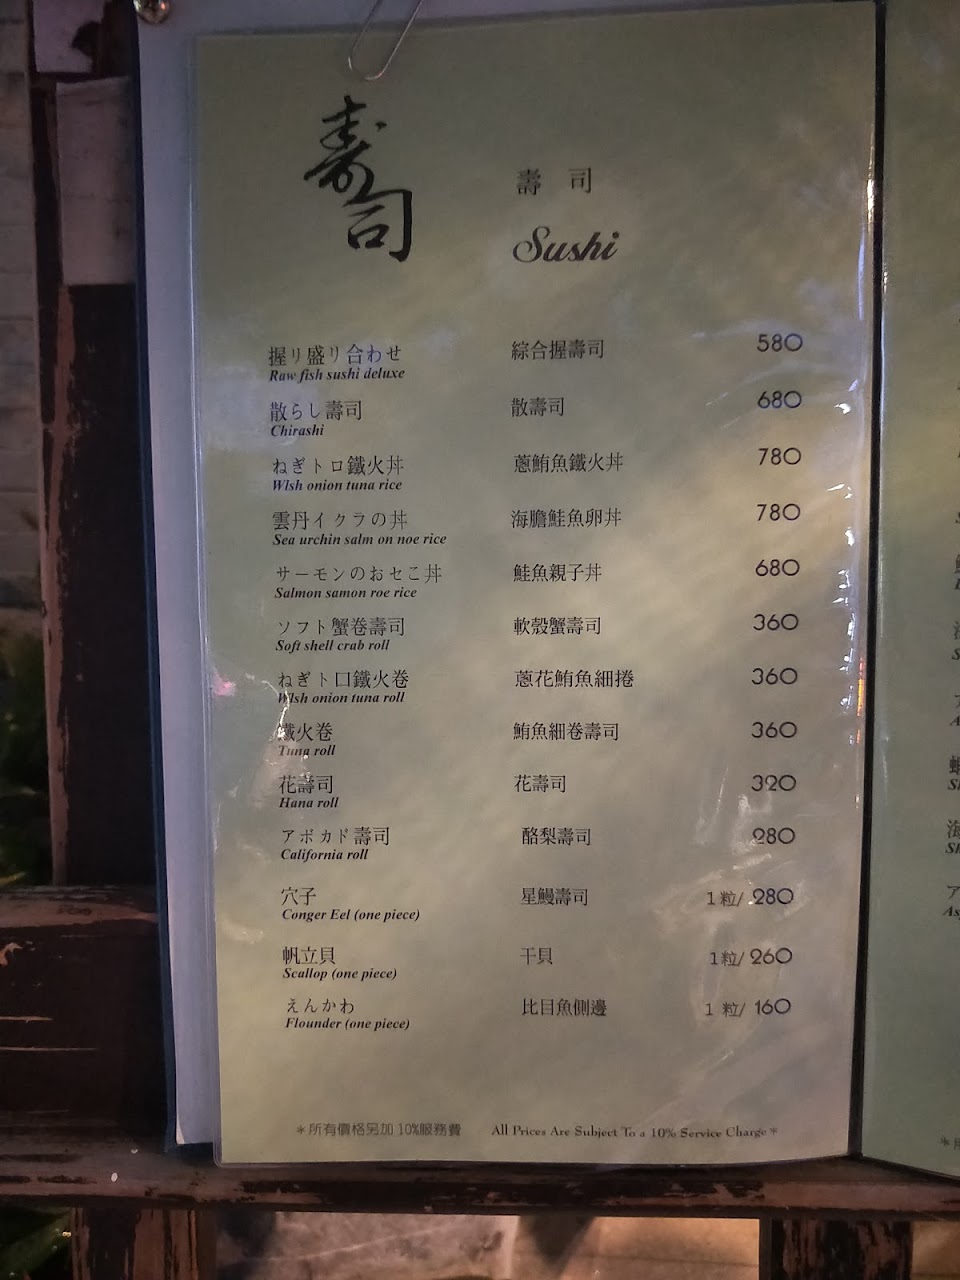 壽司
壽 司
Sushi
握り盛り合わせ 綜合握壽司 580
Raw fish sushi deluxe
散らし壽司 散壽司 680
Chirashi
ねぎトロ鐵火丼 蔥鮪魚鐵火丼 780
Wlsh onion tuna rice
雲丹イクラの丼 海膽鮭魚卵丼 780
Sea urchin salm on noe rice
サーモンのおセこ丼 鮭魚親子丼 680
Salmon samon roe rice
ソフト蟹卷壽司 軟殼蟹壽司 360
Soft shell crab roll
ねぎトロ鐵火卷 蔥花鮪魚細捲 360
Wlsh onion tuna roll
鐵火卷 鮪魚細卷壽司 360
Tuna roll
花壽司 花壽司 320
Hana roll
アボカド壽司 酪梨壽司 280
California roll
穴子 星鰻壽司 1粒/ 280
Conger Eel (one piece)
帆立貝 干貝 1粒/ 260
Scallop (one piece)
えんかわ 比目魚側邊 1 粒/ 160
Flounder (one piece)
*所有價格另加 10%服務費 All Prices Are Subject To a 10% Service Charge*